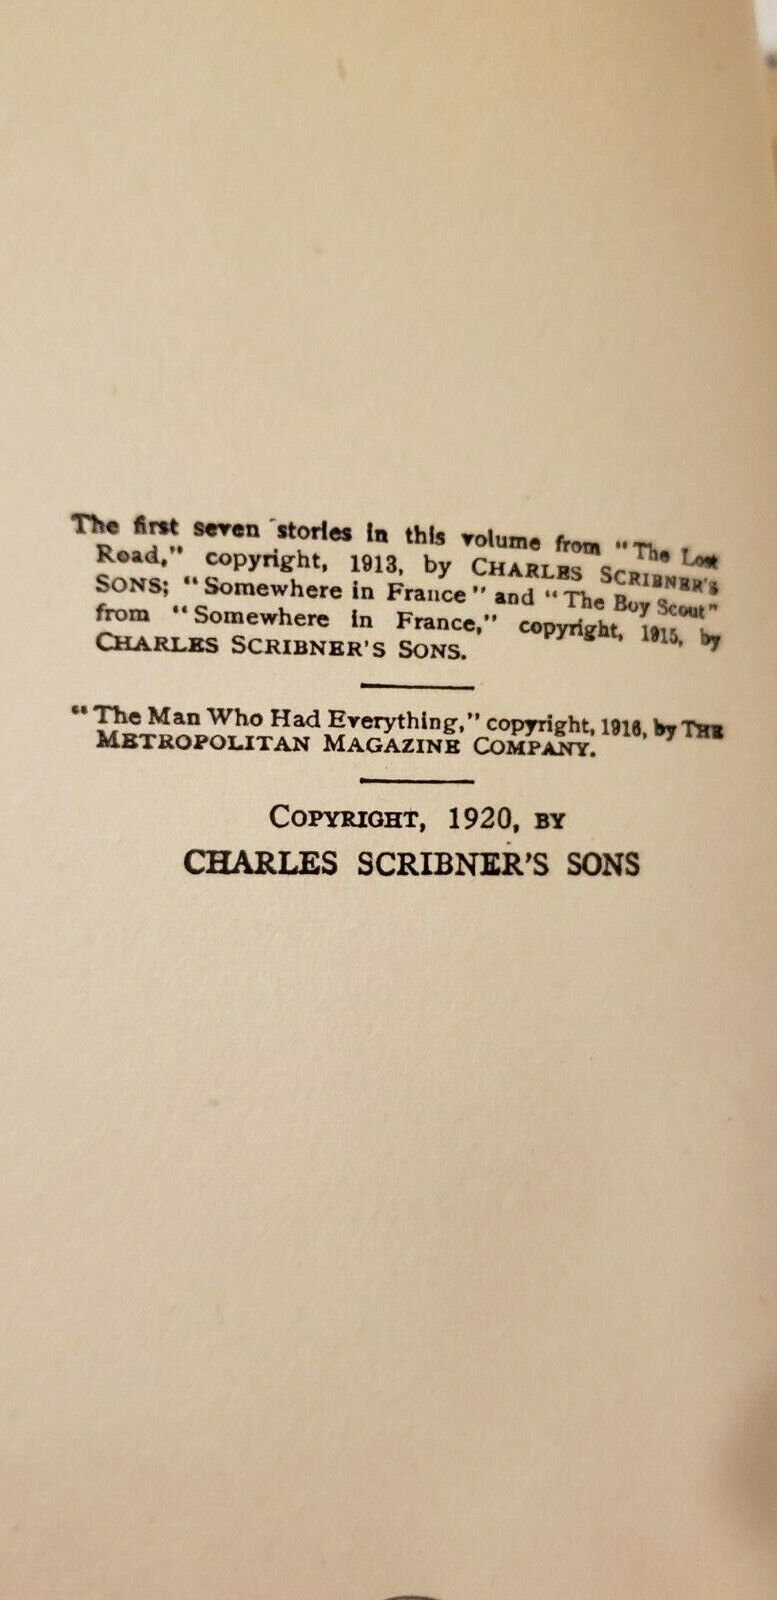 The first seven stories in this volume from "The Lost
Road," copyright, 1913, by CHARLES SCRIBNER'S
SONS; "Somewhere in France" and "The Boy Scout"
from "Somewhere in France," copyright, 1915, by
CHARLES SCRIBNER'S SONS.
"The Man Who Had Everything," copyright, 1916, by THE
METROPOLITAN MAGAZINE COMPANY.
COPYRIGHT, 1920, BY
CHARLES SCRIBNER'S SONS